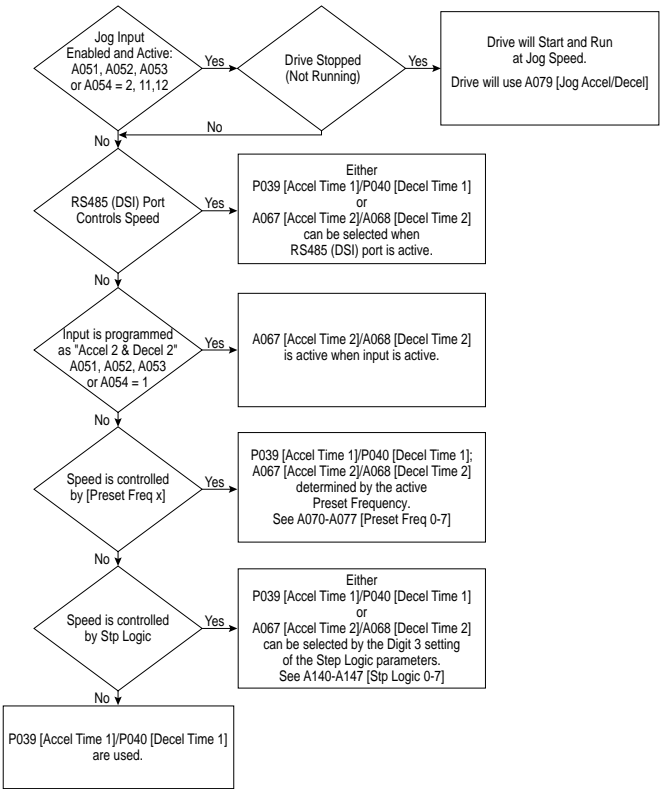 Jog Input
Enabled and Active:
A051, A052, A053
or A054 = 2, 11,12
Yes
Drive Stopped
(Not Running)
Yes
Drive will Start and Run
at Jog Speed.
Drive will use A079 [Jog Accel/Decel]
No
No
RS485 (DSI) Port
Controls Speed
Yes
Either
P039 [Accel Time 1]/P040 [Decel Time 1]
or
A067 [Accel Time 2]/A068 [Decel Time 2]
can be selected when
RS485 (DSI) port is active.
No
Input is programmed
as "Accel 2 & Decel 2"
A051, A052, A053
or A054 = 1
Yes
A067 [Accel Time 2]/A068 [Decel Time 2]
is active when input is active.
No
Speed is controlled
by [Preset Freq x]
Yes
P039 [Accel Time 1]/P040 [Decel Time 1];
A067 [Accel Time 2]/A068 [Decel Time 2]
determined by the active
Preset Frequency.
See A070-A077 [Preset Freq 0-7]
No
Speed is controlled
by Stp Logic
Yes
Either
P039 [Accel Time 1]/P040 [Decel Time 1]
or
A067 [Accel Time 2]/A068 [Decel Time 2]
can be selected by the Digit 3 setting
of the Step Logic parameters.
See A140-A147 [Stp Logic 0-7]
No
P039 [Accel Time 1]/P040 [Decel Time 1]
are used.